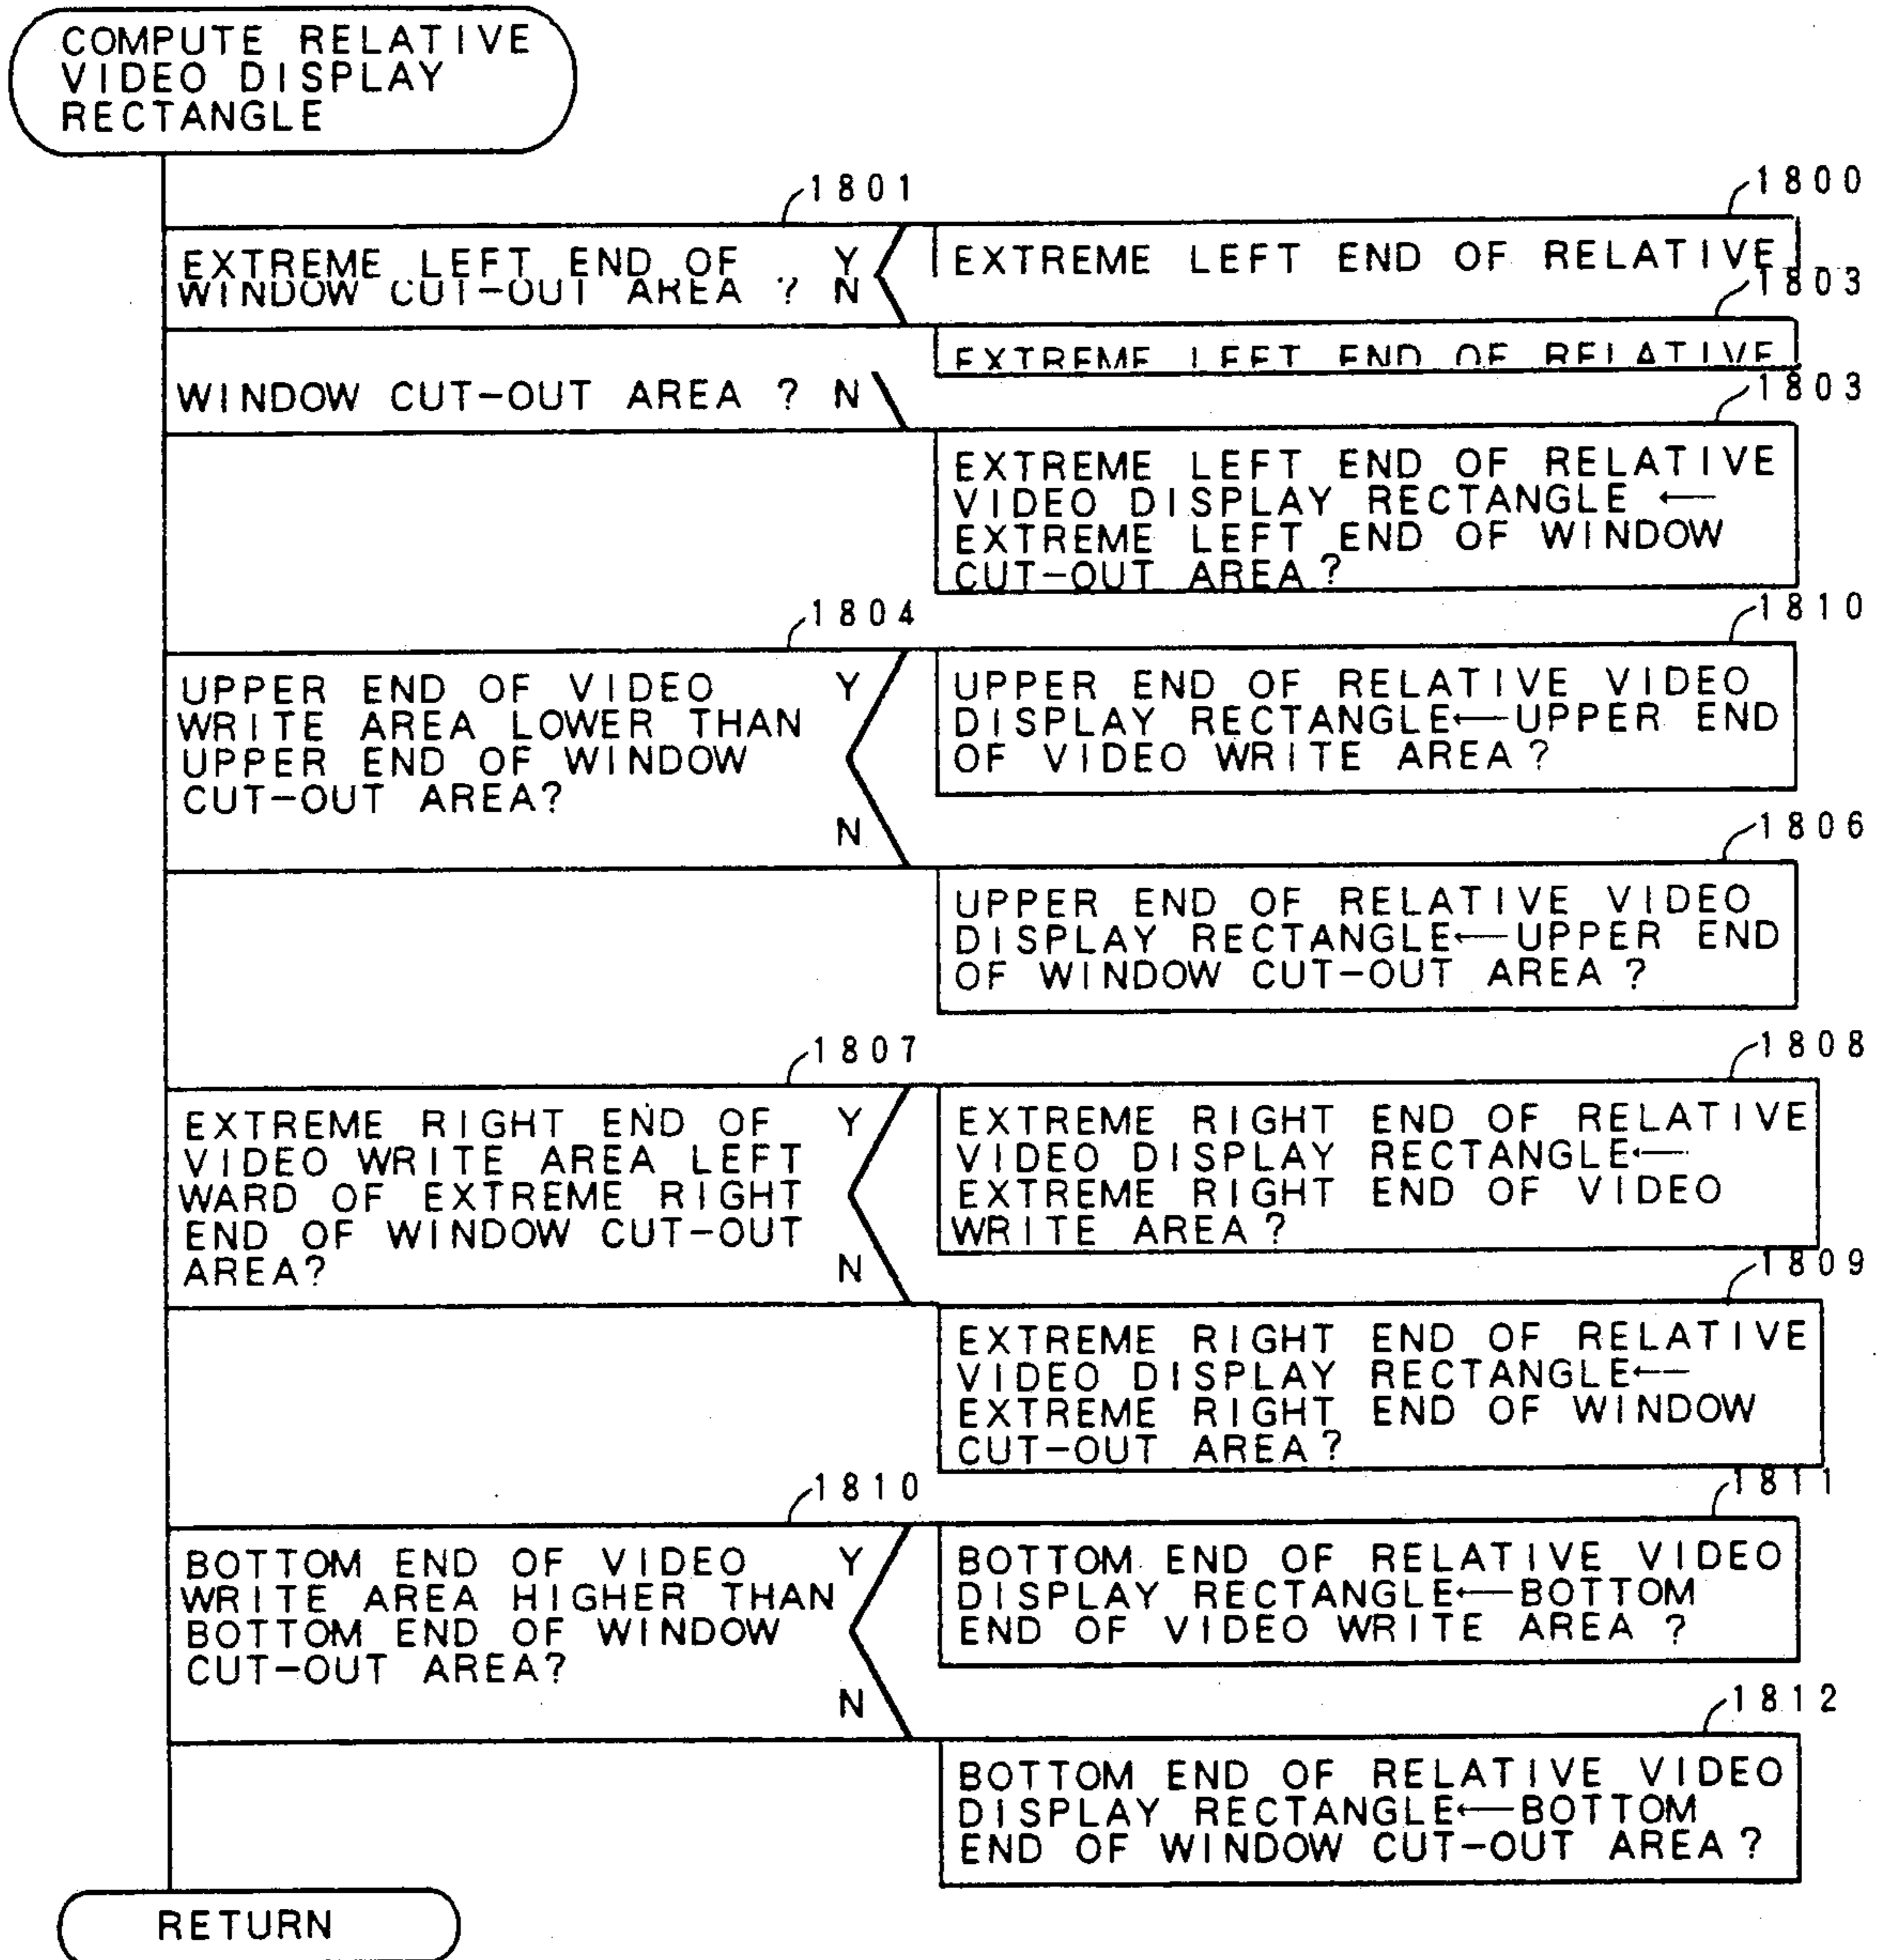 COMPUTE RELATIVE
VIDEO DISPLAY
RECTANGLE
1801
1800
EXTREME LEFT END OF Y
WINDOW CUT-OUT AREA ? N
EXTREME LEFT END OF RELATIVE
1803
EXTREME LEFT END OF RELATIVE
WINDOW CUT-OUT AREA ? N
1803
EXTREME LEFT END OF RELATIVE
VIDEO DISPLAY RECTANGLE ←
EXTREME LEFT END OF WINDOW
CUT-OUT AREA?
1804
1810
UPPER END OF VIDEO Y
WRITE AREA LOWER THAN
UPPER END OF WINDOW
CUT-OUT AREA?
N
UPPER END OF RELATIVE VIDEO
DISPLAY RECTANGLE←UPPER END
OF VIDEO WRITE AREA?
1806
UPPER END OF RELATIVE VIDEO
DISPLAY RECTANGLE←UPPER END
OF WINDOW CUT-OUT AREA?
1807
1808
EXTREME RIGHT END OF Y
VIDEO WRITE AREA LEFT
WARD OF EXTREME RIGHT
END OF WINDOW CUT-OUT
AREA? N
EXTREME RIGHT END OF RELATIVE
VIDEO DISPLAY RECTANGLE←
EXTREME RIGHT END OF VIDEO
WRITE AREA?
1809
EXTREME RIGHT END OF RELATIVE
VIDEO DISPLAY RECTANGLE←
EXTREME RIGHT END OF WINDOW
CUT-OUT AREA?
1810
1811
BOTTOM END OF VIDEO Y
WRITE AREA HIGHER THAN
BOTTOM END OF WINDOW
CUT-OUT AREA?
N
BOTTOM END OF RELATIVE VIDEO
DISPLAY RECTANGLE←BOTTOM
END OF VIDEO WRITE AREA ?
1812
BOTTOM END OF RELATIVE VIDEO
DISPLAY RECTANGLE←BOTTOM
END OF WINDOW CUT-OUT AREA?
RETURN